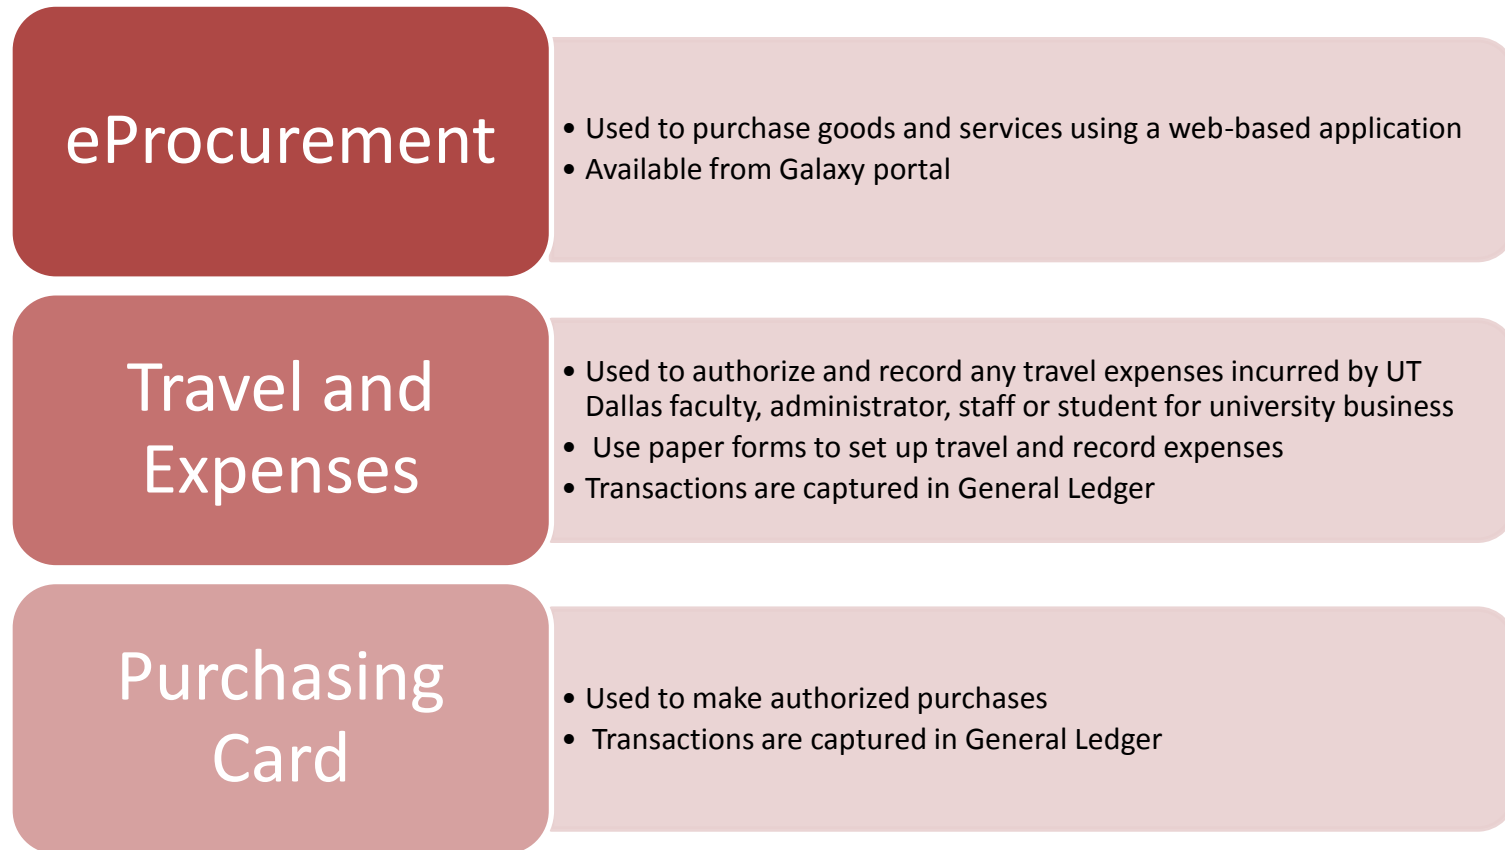 eProcurement
• Used to purchase goods and services using a web-based application
• Available from Galaxy portal
Travel and
Expenses
• Used to authorize and record any travel expenses incurred by UT
Dallas faculty, administrator, staff or student for university business
• Use paper forms to set up travel and record expenses
• Transactions are captured in General Ledger
Purchasing
Card
• Used to make authorized purchases
• Transactions are captured in General Ledger